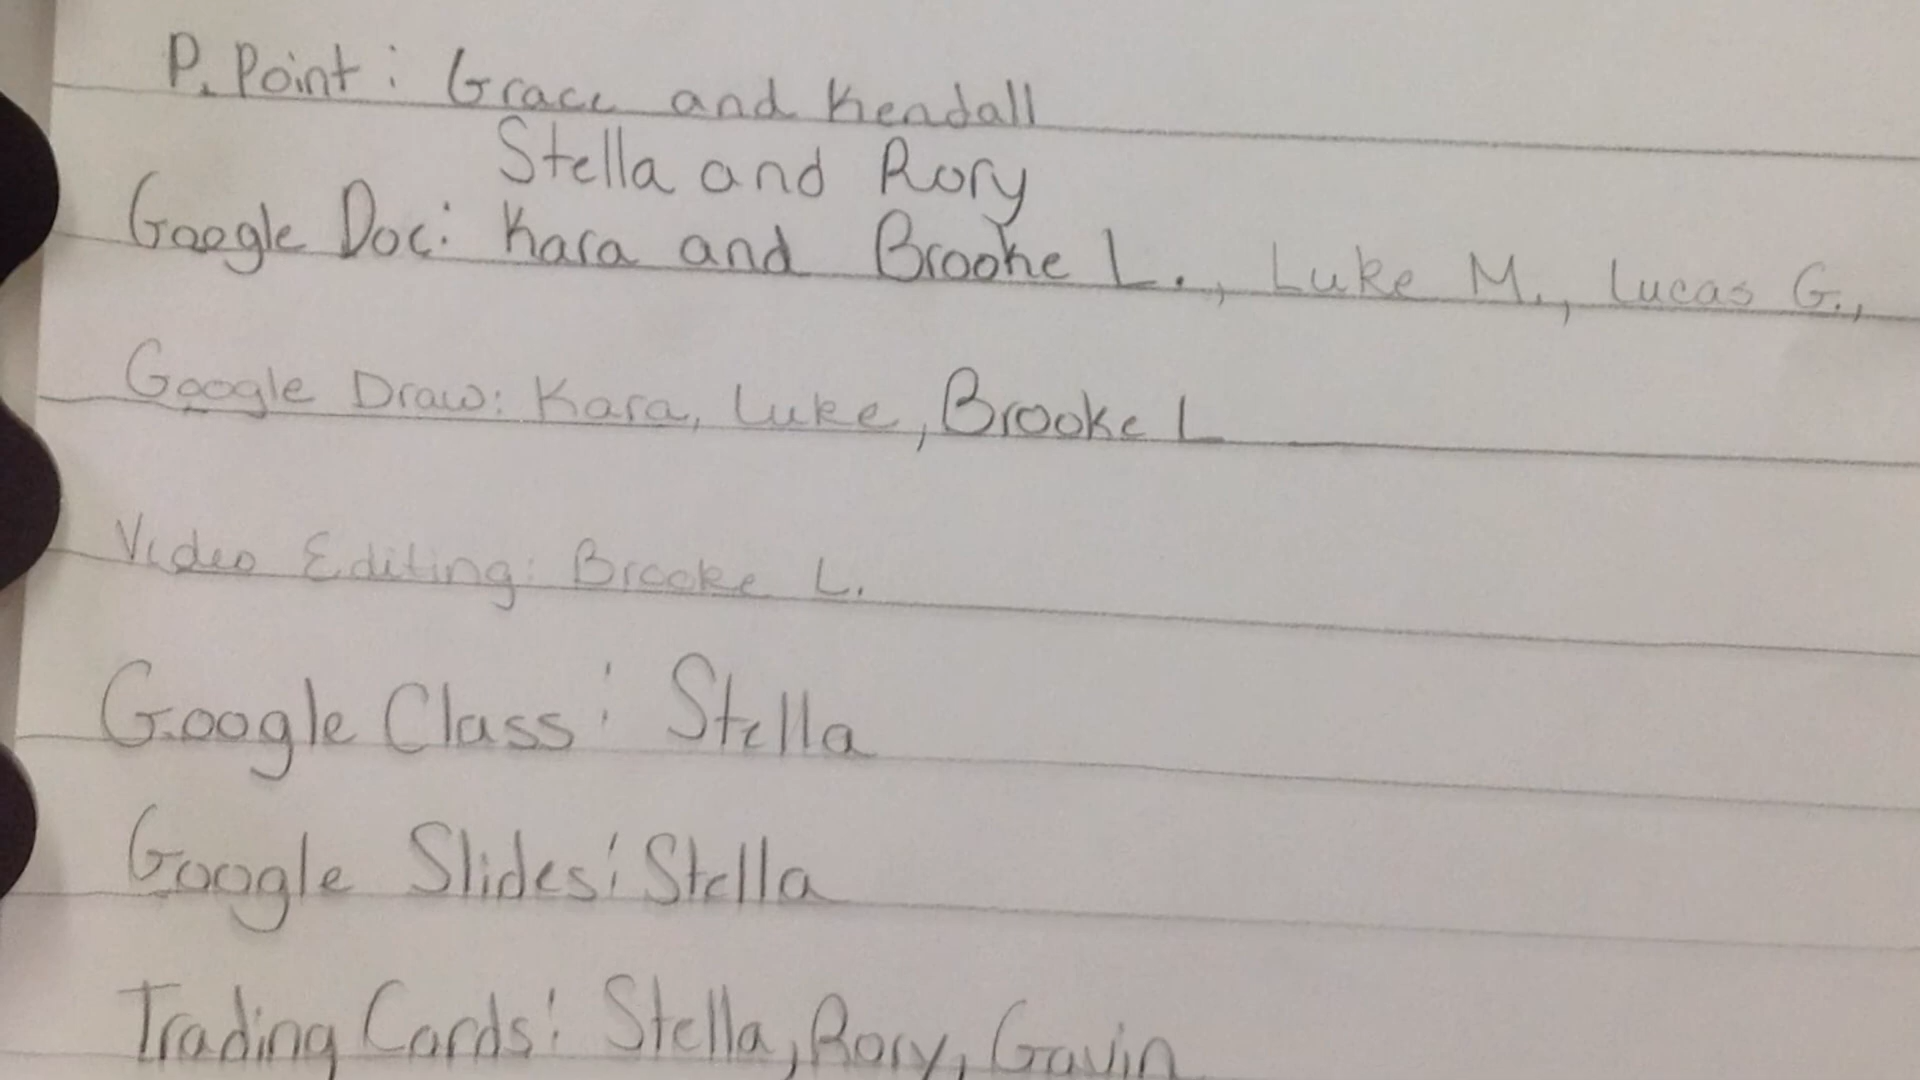 P. Point: Grace and Kendall
Stella and Rory
Google Doc: Kara and Brooke L., Luke M., Lucas G.,
Google Draw: Kara, Luke, Brooke L
Video Editing: Brooke L.
Google Class: Stella
Google Slides: Stella
Trading Cards: Stella, Rory, Gavin